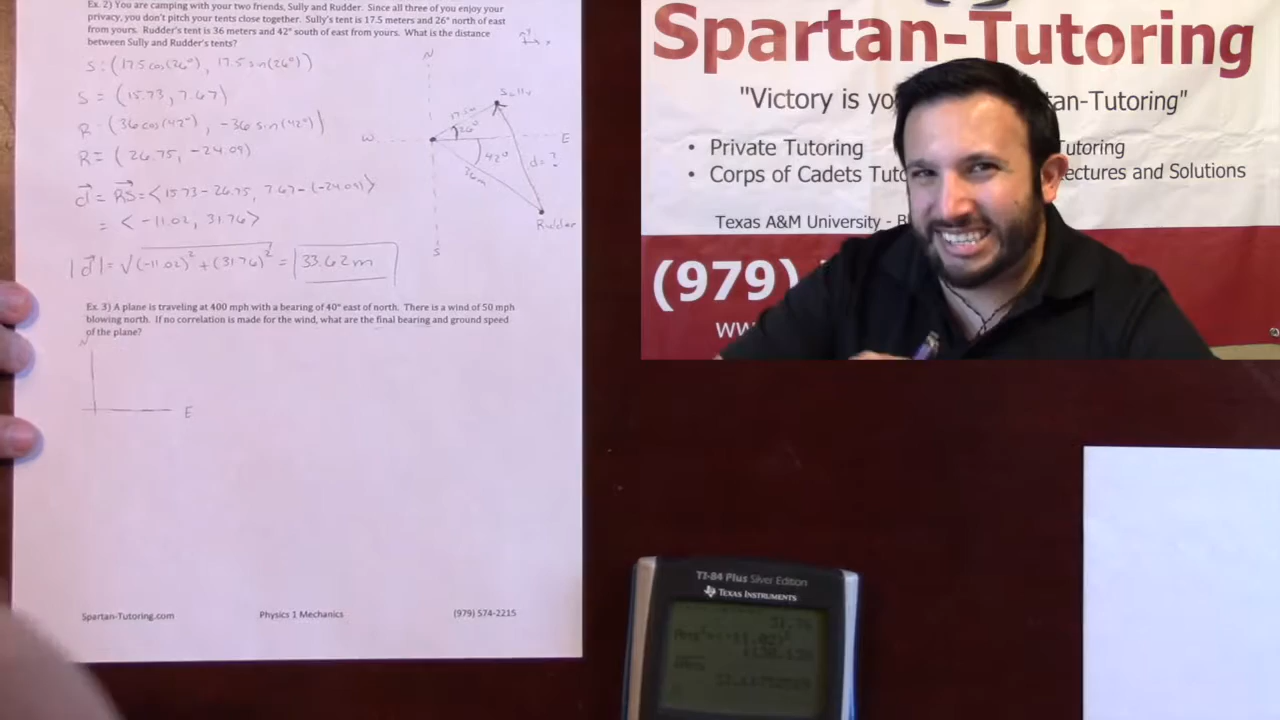 Ex. 2) You are camping with your two friends, Sully and Rudder. Since all three of you enjoy your
privacy, you don't pitch your tents close together. Sully's tent is 17.5 meters and 26° north of east
from yours. Rudder's tent is 36 meters and 42° south of east from yours. What is the distance
between Sully and Rudder's tents?
S: (17.5 cos(26°), 17.5 sin(26°))
S = (15.73, 7.67)
R: (36 cos(42°), -36 sin(42°))
R = (26.75, -24.09)
d = RS = <15.73-26.75, 7.67-(-24.09)>
= <-11.02, 31.76>
|d| = √(-11.02)² + (31.76)² = 33.62 m
N
Sully
17.5m
26°
W
E
42°
d = ?
36m
Rudder
S
Ex. 3) A plane is traveling at 400 mph with a bearing of 40° east of north. There is a wind of 50 mph
blowing north. If no correlation is made for the wind, what are the final bearing and ground speed
of the plane?
N
E
Spartan-Tutoring.com Physics 1 Mechanics (979) 574-2215
Spartan-Tutoring
"Victory is yo tan-Tutoring"
• Private Tutoring Tutoring
• Corps of Cadets Tut ectures and Solutions
Texas A&M University - B
(979)
ww
TI-84 Plus Silver Edition
Texas Instruments
31.76